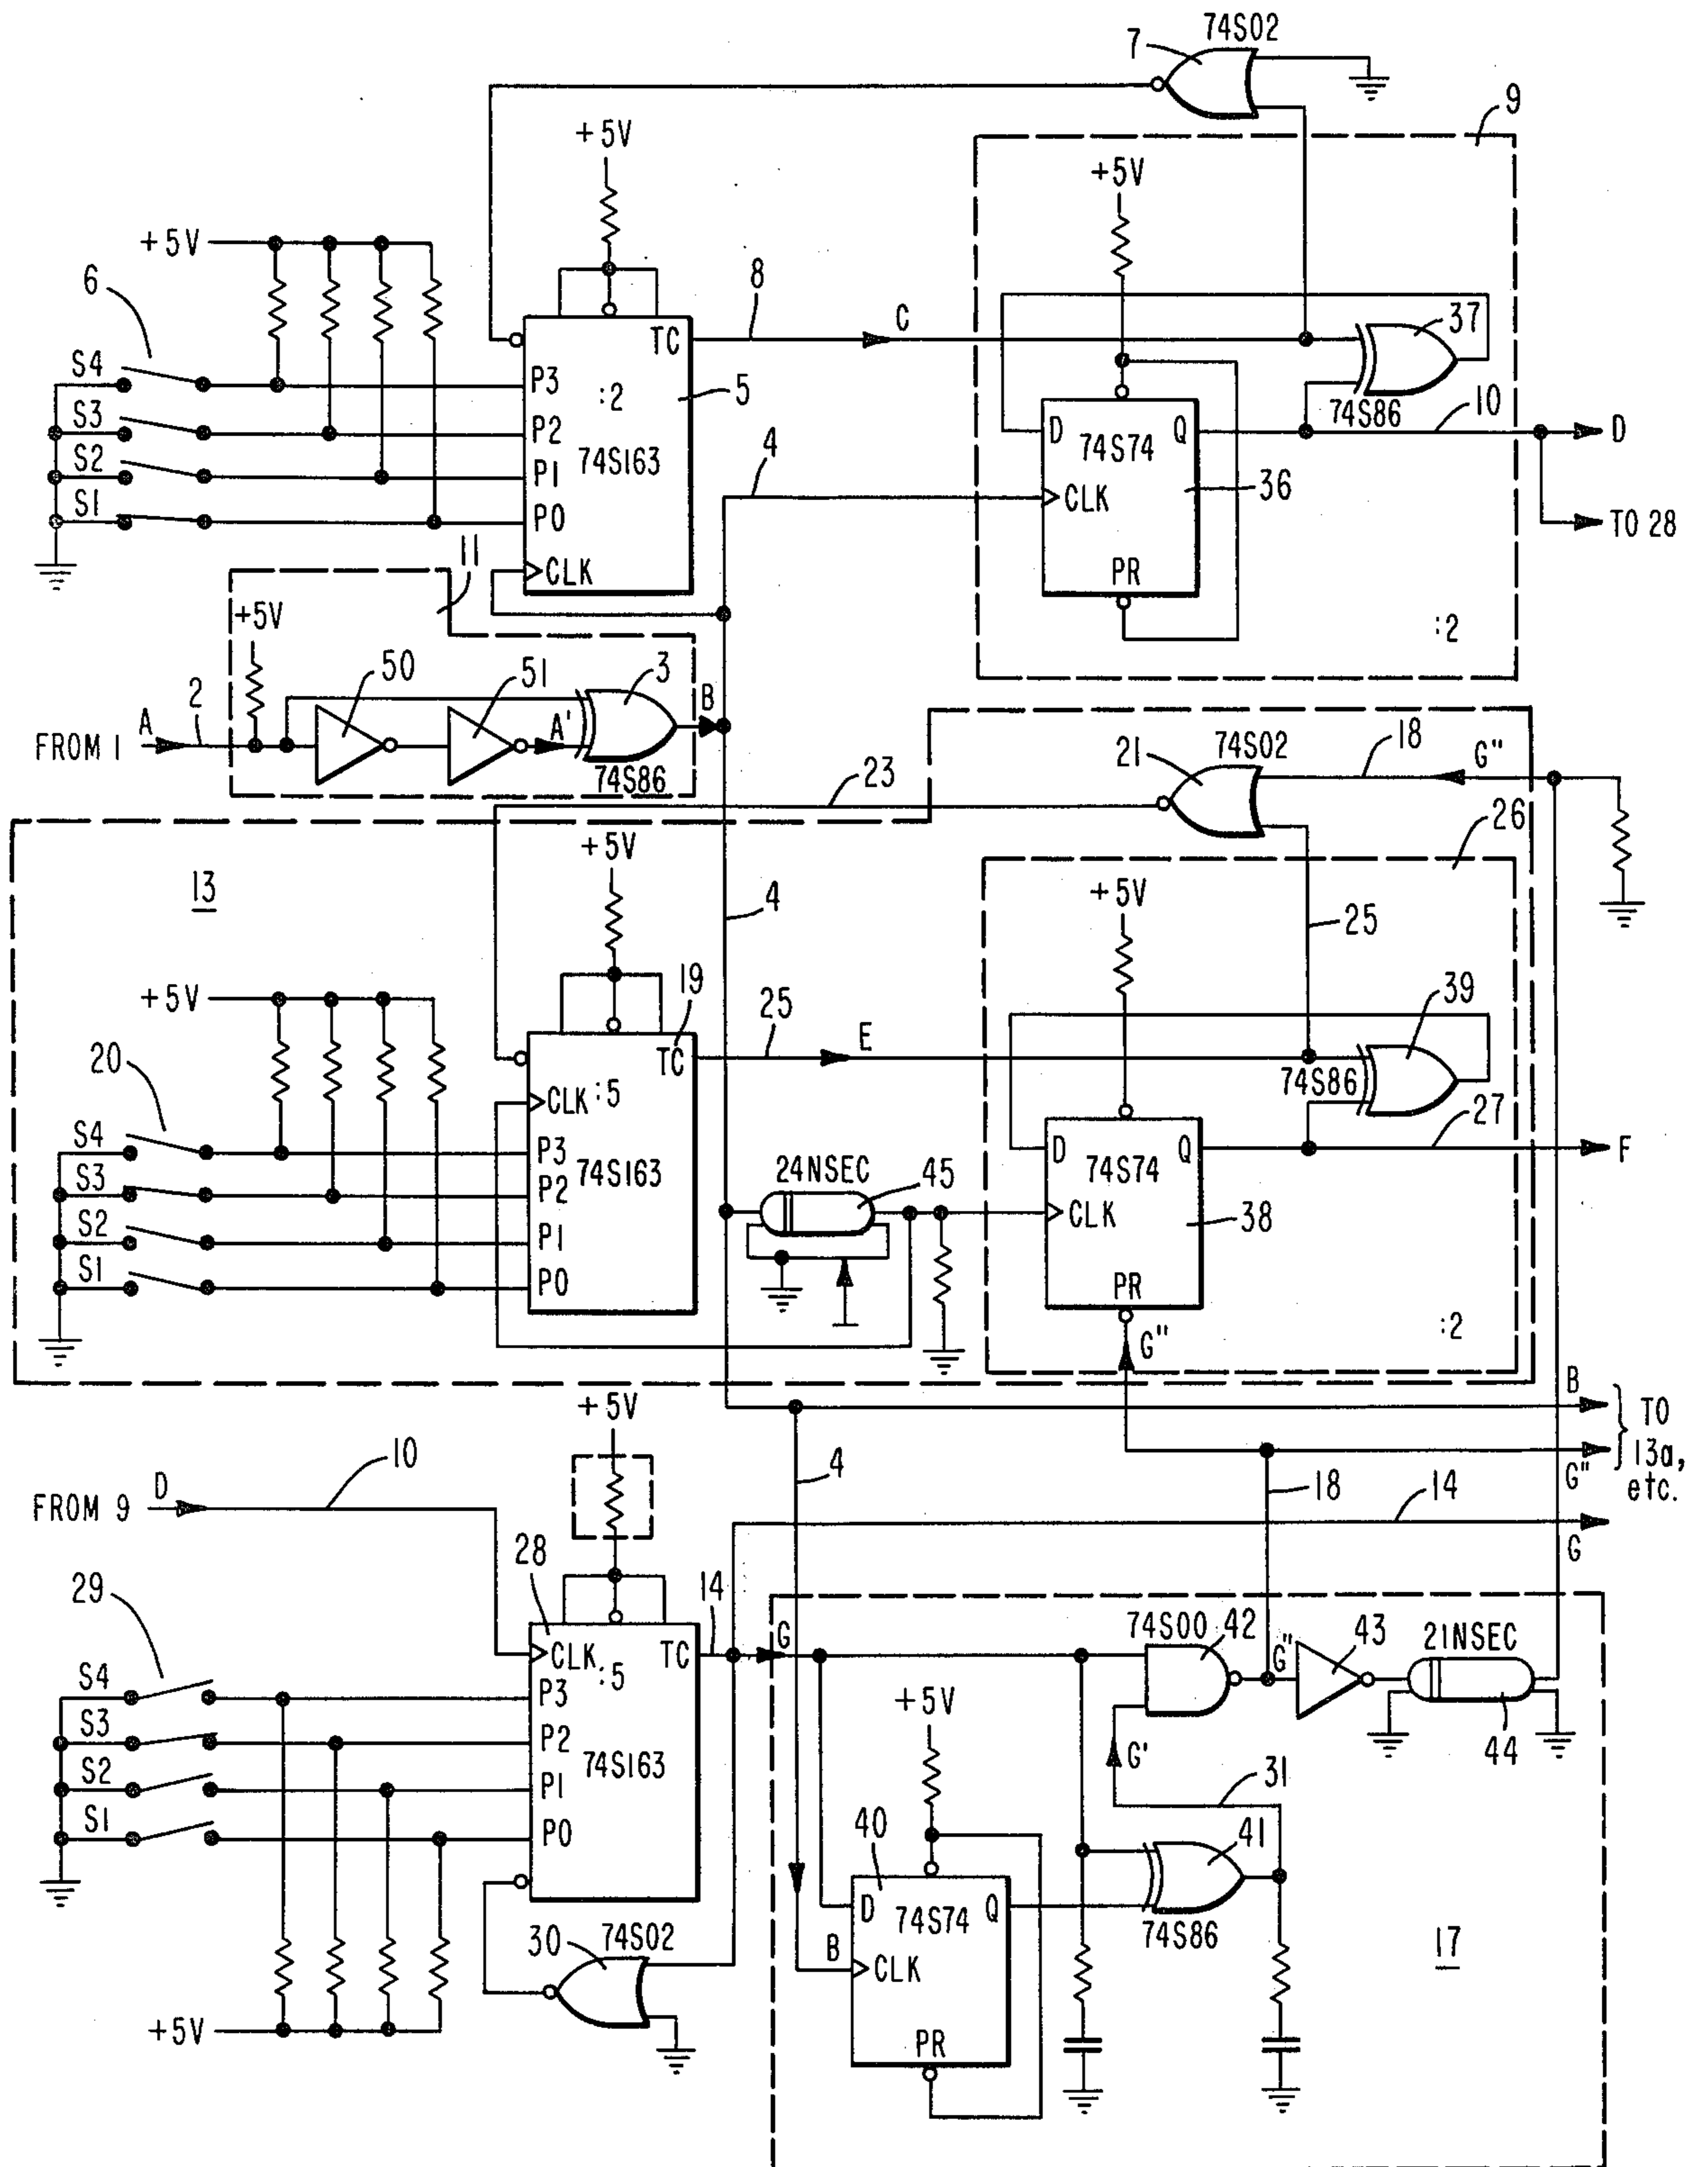 74S02
7
9
+5V
+5V
+5V
6
8
C
37
TC
S4
P3
:2
5
S3
P2
74S86
10
D
74S74
Q
D
S2
P1
74S163
4
36
S1
P0
CLK
TO 28
11
CLK
PR
:2
+5V
50
51
3
2
B
A
FROM 1
A'
74S86
74S02
21
18
G"
23
26
+5V
13
4
+5V
25
19
+5V
TC
25
E
39
20
CLK
:5
74S86
27
S4
P3
74S163
D
74S74
Q
F
S3
P2
24NSEC
45
CLK
38
S2
P1
S1
P0
PR
:2
G"
B
+5V
TO
13a,
etc.
G"
10
4
18
14
FROM 9
D
G
28
29
14
74S00
42
43
21NSEC
CLK
:5
TC
G
G"
S4
P3
+5V
44
S3
P2
74S163
G'
S2
P1
31
S1
P0
40
41
30
74S02
D
74S74
Q
74S86
B
CLK
17
+5V
PR